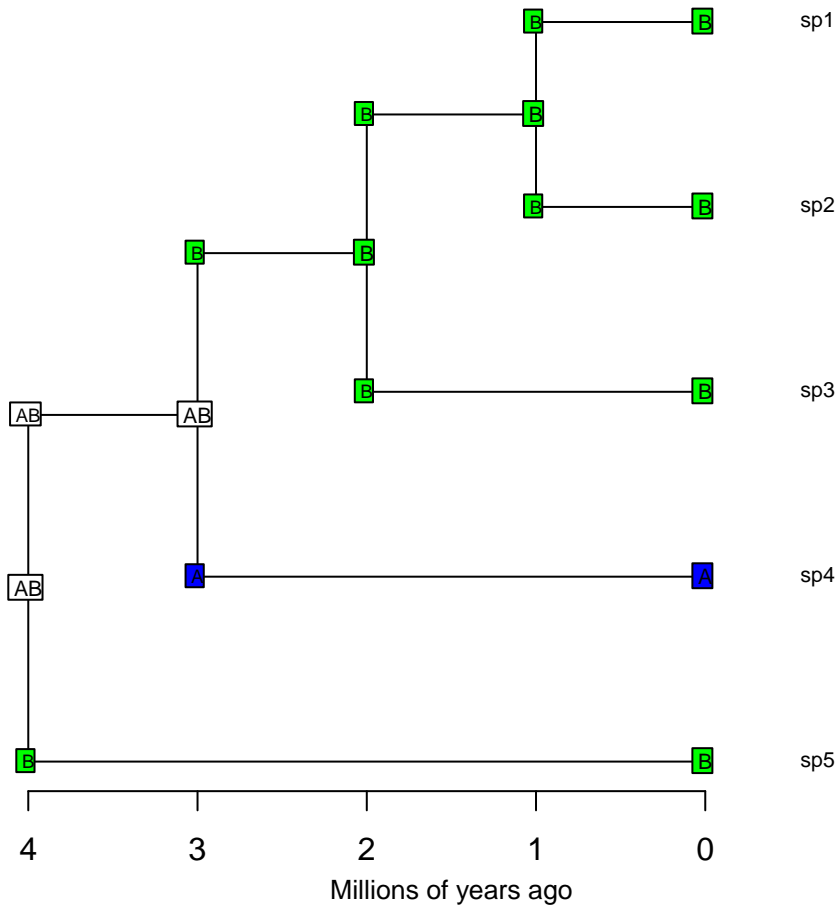 B B sp1
B B
B B sp2
B B
B B sp3
AB AB
A A sp4
AB
B B sp5
4 3 2 1 0
Millions of years ago